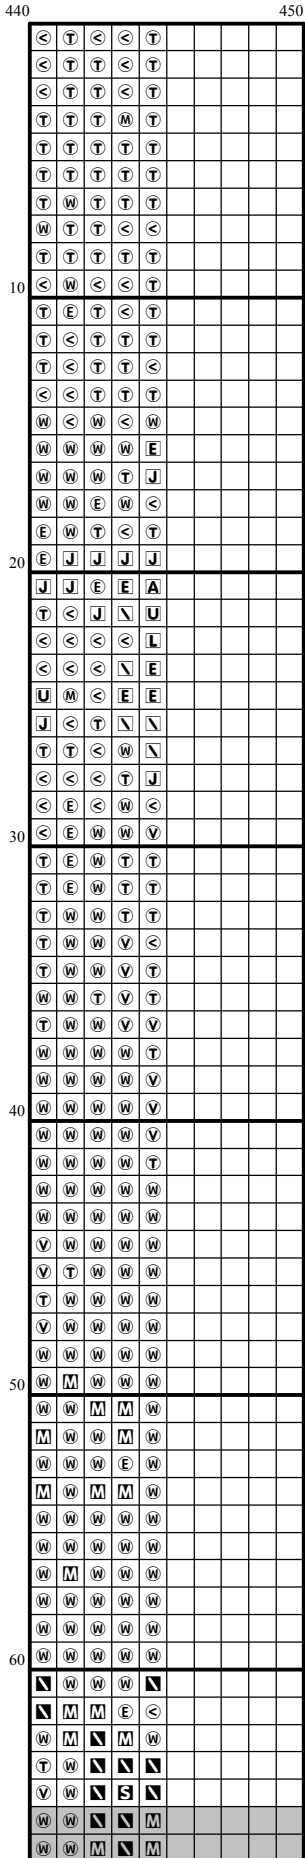 440 450
< T < < T
< T T < T
< T T < T
T T T M T
T T T T T
T T T T T
T W T T T
W T T < <
T T T T T
10 < W < < T
T E T < T
T < T T T
T < T T <
< < T T T
W < W < W
W W W W E
W W W T J
W W E W <
E W T < T
20 E J J J J
J J E E A
T < J \ U
< < < < L
< < < \ E
U M < E E
J < T \ \
T T < W \
< < < T J
< E < W <
30 < E W W V
T E W T T
T E W T T
T W W T T
T W W V <
T W W V T
W W T V T
T W W V V
W W W W T
W W W W V
40 W W W W V
W W W W V
W W W W T
W W W W W
W W W W W
V W W W W
V T W W W
T W W W W
V W W W W
W W W W W
50 W M W W W
W W M M W
M W W M W
W W W E W
M W M M W
W W W W W
W W W W W
W M W W W
W W W W W
W W W W W
60 W W W W W
\ W W W \
\ M M E <
W M \ M W
T W \ \ \
V W \ S \
W W \ \ M
W W M \ M